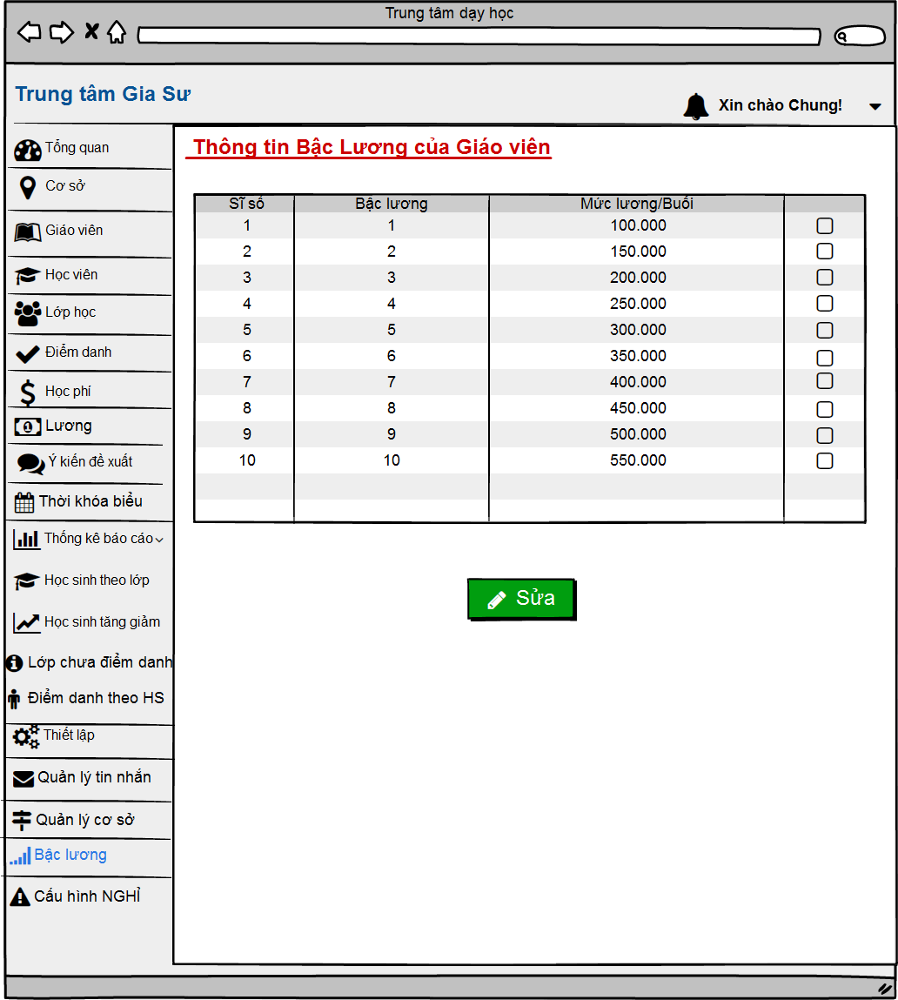 Trung tâm dạy học
Trung tâm Gia Sư
Xin chào Chung!
Tổng quan
Cơ sở
Giáo viên
Học viên
Lớp học
Điểm danh
Học phí
Lương
Ý kiến đề xuất
Thời khóa biểu
Thống kê báo cáo
Học sinh theo lớp
Học sinh tăng giảm
Lớp chưa điểm danh
Điểm danh theo HS
Thiết lập
Quản lý tin nhắn
Quản lý cơ sở
Bậc lương
Cấu hình NGHỈ
Thông tin Bậc Lương của Giáo viên
Sĩ số Bậc lương Mức lương/Buổi
1 1 100.000
2 2 150.000
3 3 200.000
4 4 250.000
5 5 300.000
6 6 350.000
7 7 400.000
8 8 450.000
9 9 500.000
10 10 550.000
Sửa